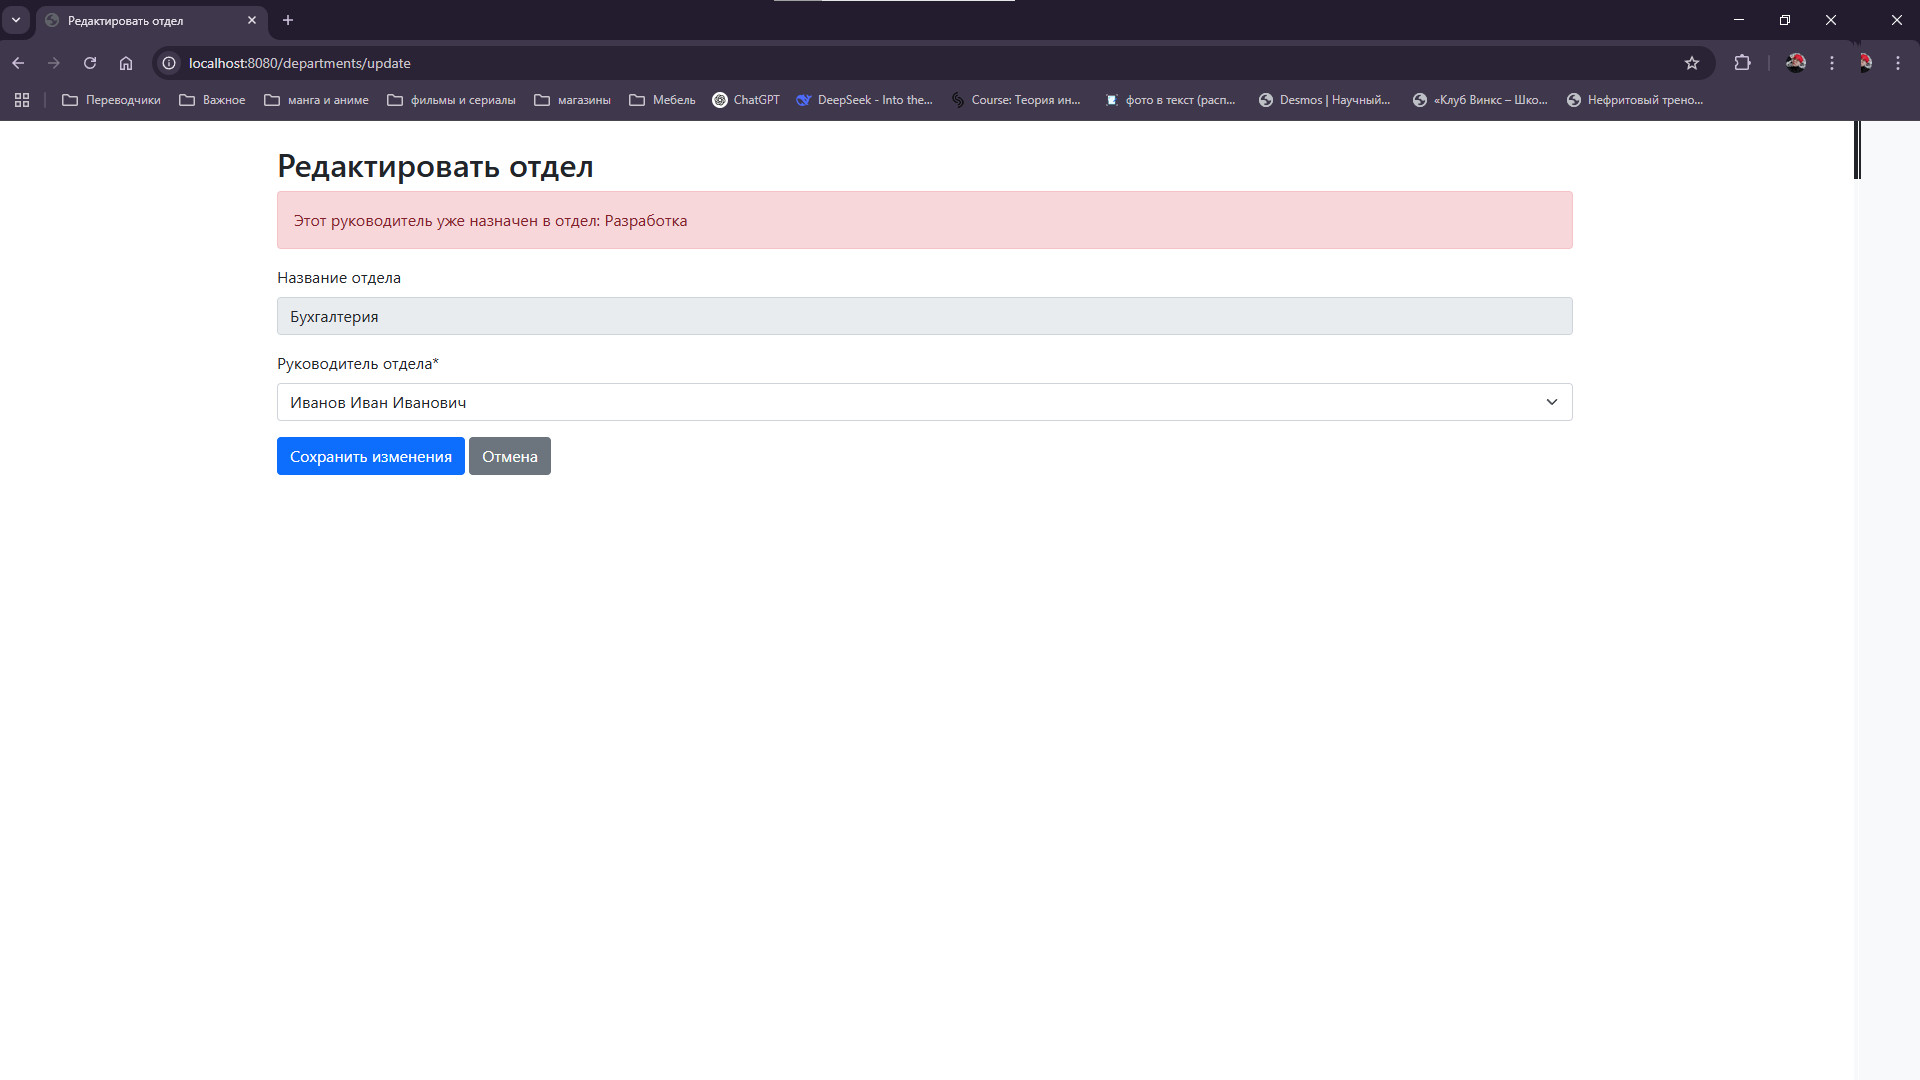 Редактировать отдел
localhost:8080/departments/update
Переводчики
Важное
манга и аниме
фильмы и сериалы
магазины
Мебель
ChatGPT
DeepSeek - Into the...
Course: Теория ин...
фото в текст (расп...
Desmos | Научный...
«Клуб Винкс – Шко...
Нефритовый трено...
Редактировать отдел
Этот руководитель уже назначен в отдел: Разработка
Название отдела
Бухгалтерия
Руководитель отдела*
Иванов Иван Иванович
Сохранить изменения
Отмена